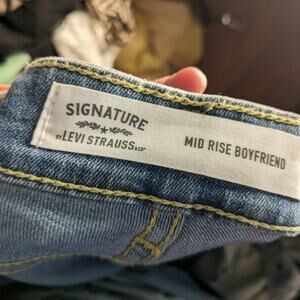 SIGNATURE
BY LEVI STRAUSS & CO
MID RISE BOYFRIEND